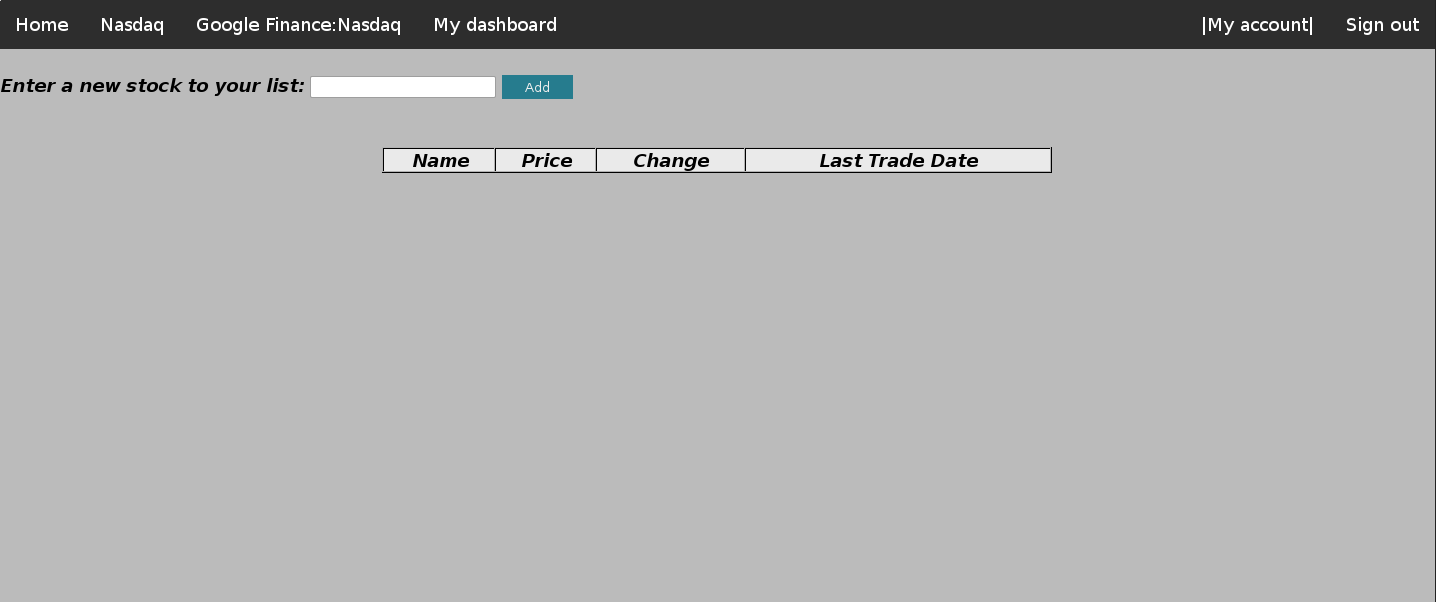 Home Nasdaq Google Finance:Nasdaq My dashboard |My account| Sign out
Enter a new stock to your list: Add
Name Price Change Last Trade Date